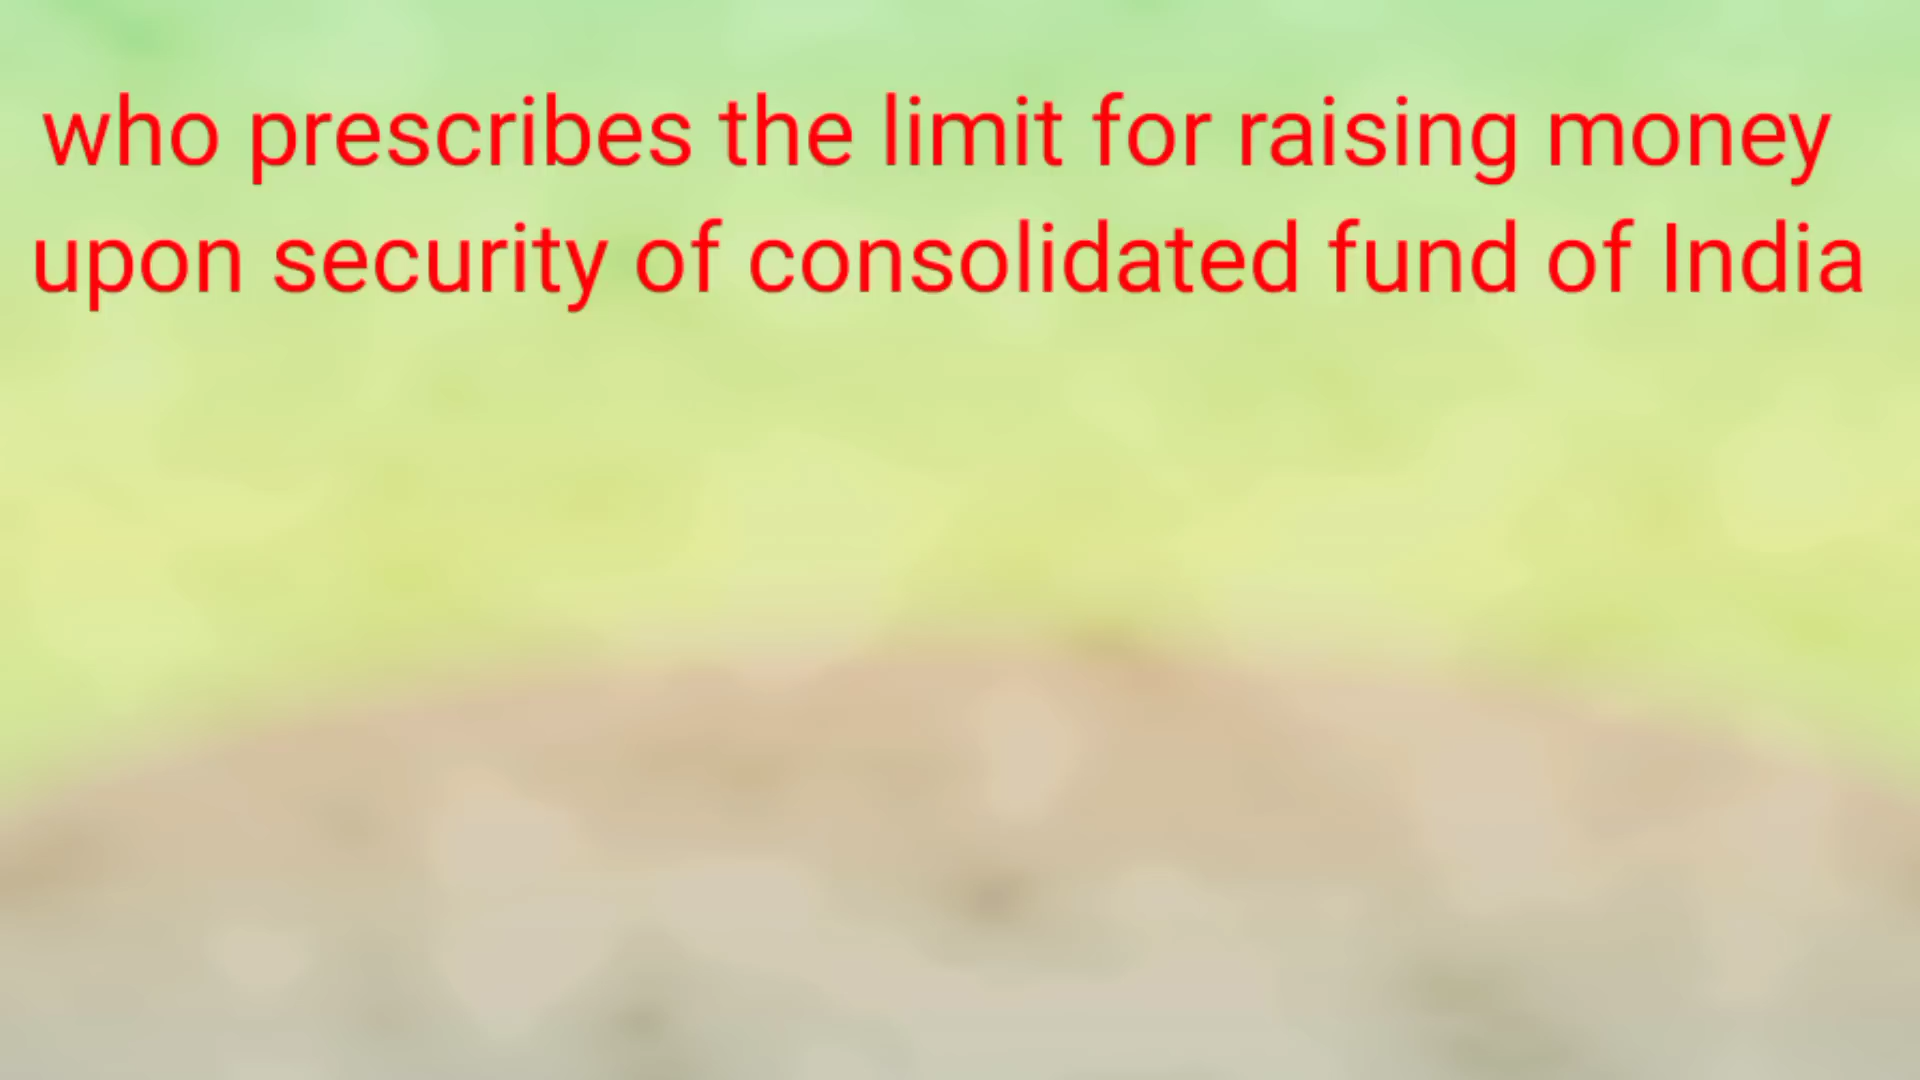 who prescribes the limit for raising money
upon security of consolidated fund of India